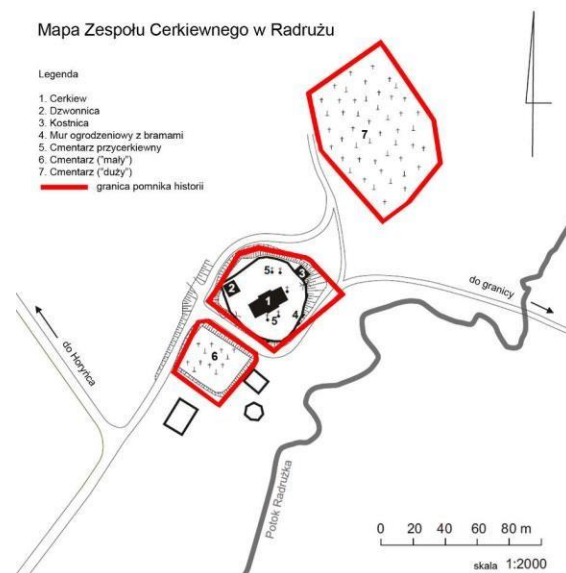 Mapa Zespołu Cerkiewnego w Radrużu
Legenda
1. Cerkiew
2. Dzwonnica
3. Kostnica
4. Mur ogrodzeniowy z bramami
5. Cmentarz przycerkiewny
6. Cmentarz ("mały")
7. Cmentarz ("duży")
granica pomnika historii
7
5
3
2
1
do granicy
5
4
6
do Horyńca
Potok Radrużka
0 20 40 60 80 m
skala 1:2000